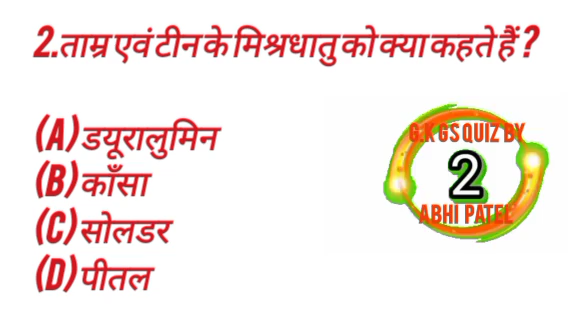 2.ताम्र एवं टीन के मिश्रधातु को क्या कहते हैं ?
(A) डयूरालुमिन
(B) काँसा
(C) सोलडर
(D) पीतल
G.K GS QUIZ BY
2
ABHI PATEL